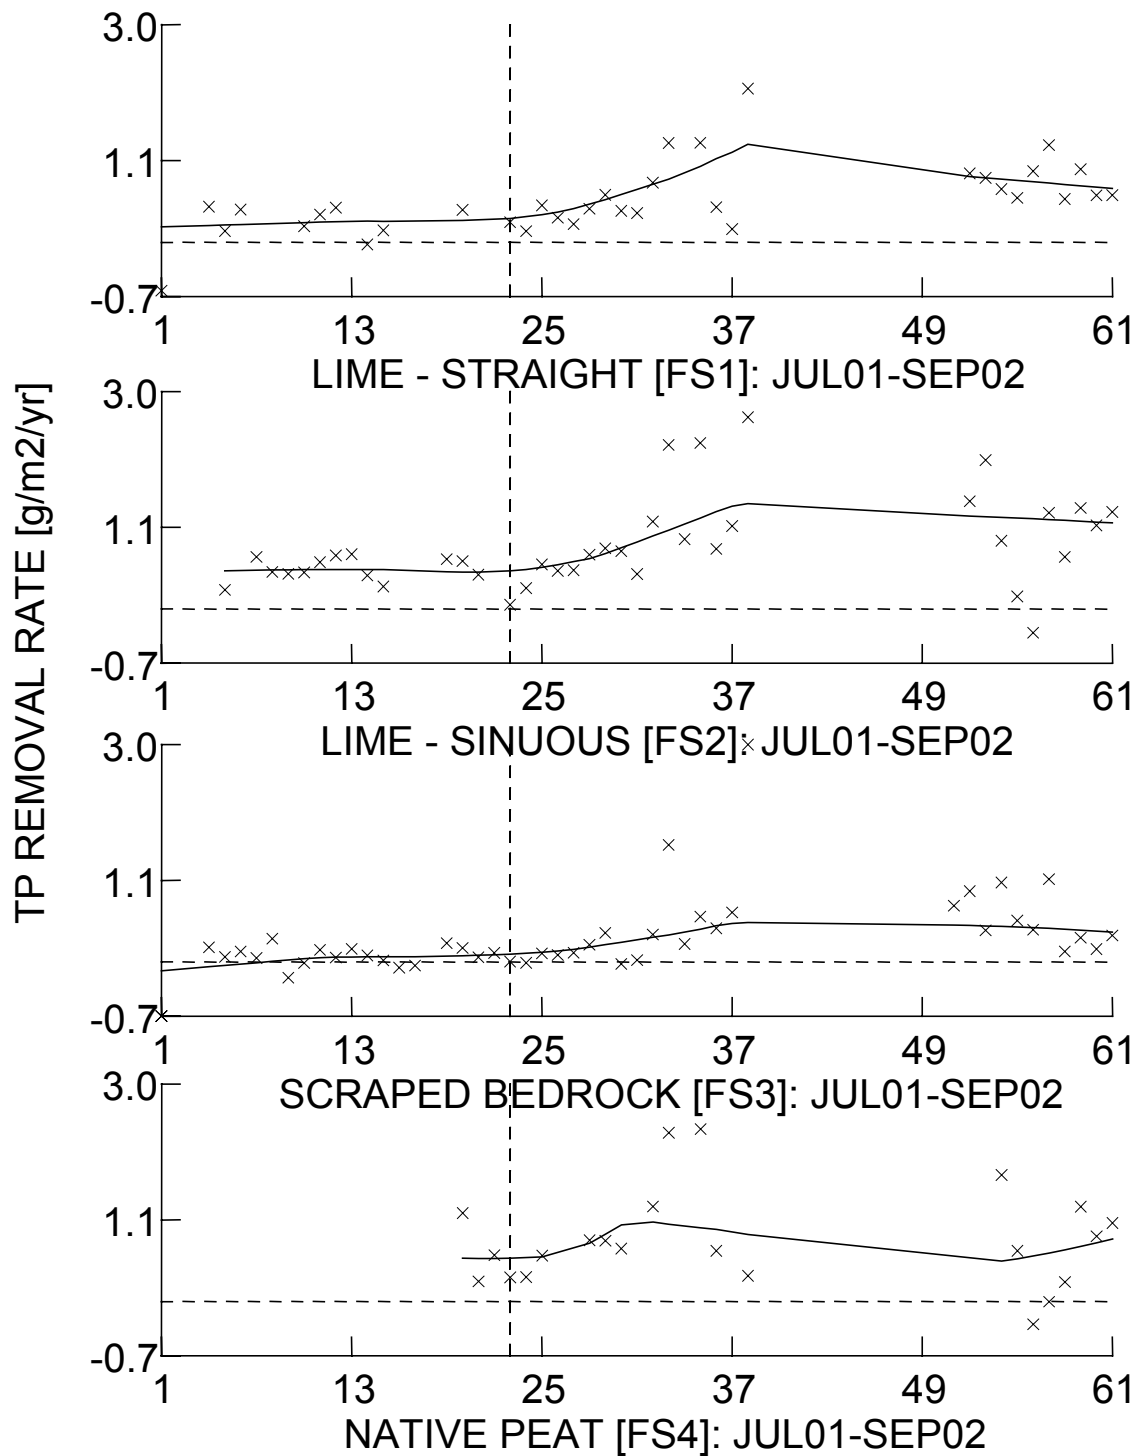 TP REMOVAL RATE [g/m2/yr]
3.0
1.1
-0.7
1 13 25 37 49 61
LIME - STRAIGHT [FS1]: JUL01-SEP02
3.0
1.1
-0.7
1 13 25 37 49 61
LIME - SINUOUS [FS2]: JUL01-SEP02
3.0
1.1
-0.7
1 13 25 37 49 61
SCRAPED BEDROCK [FS3]: JUL01-SEP02
3.0
1.1
-0.7
1 13 25 37 49 61
NATIVE PEAT [FS4]: JUL01-SEP02